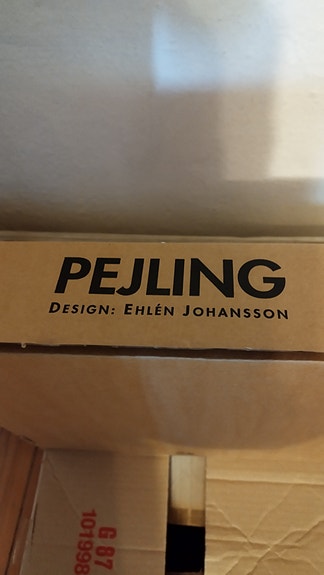 PEJLING
DESIGN: EHLÉN JOHANSSON
G 87
101998